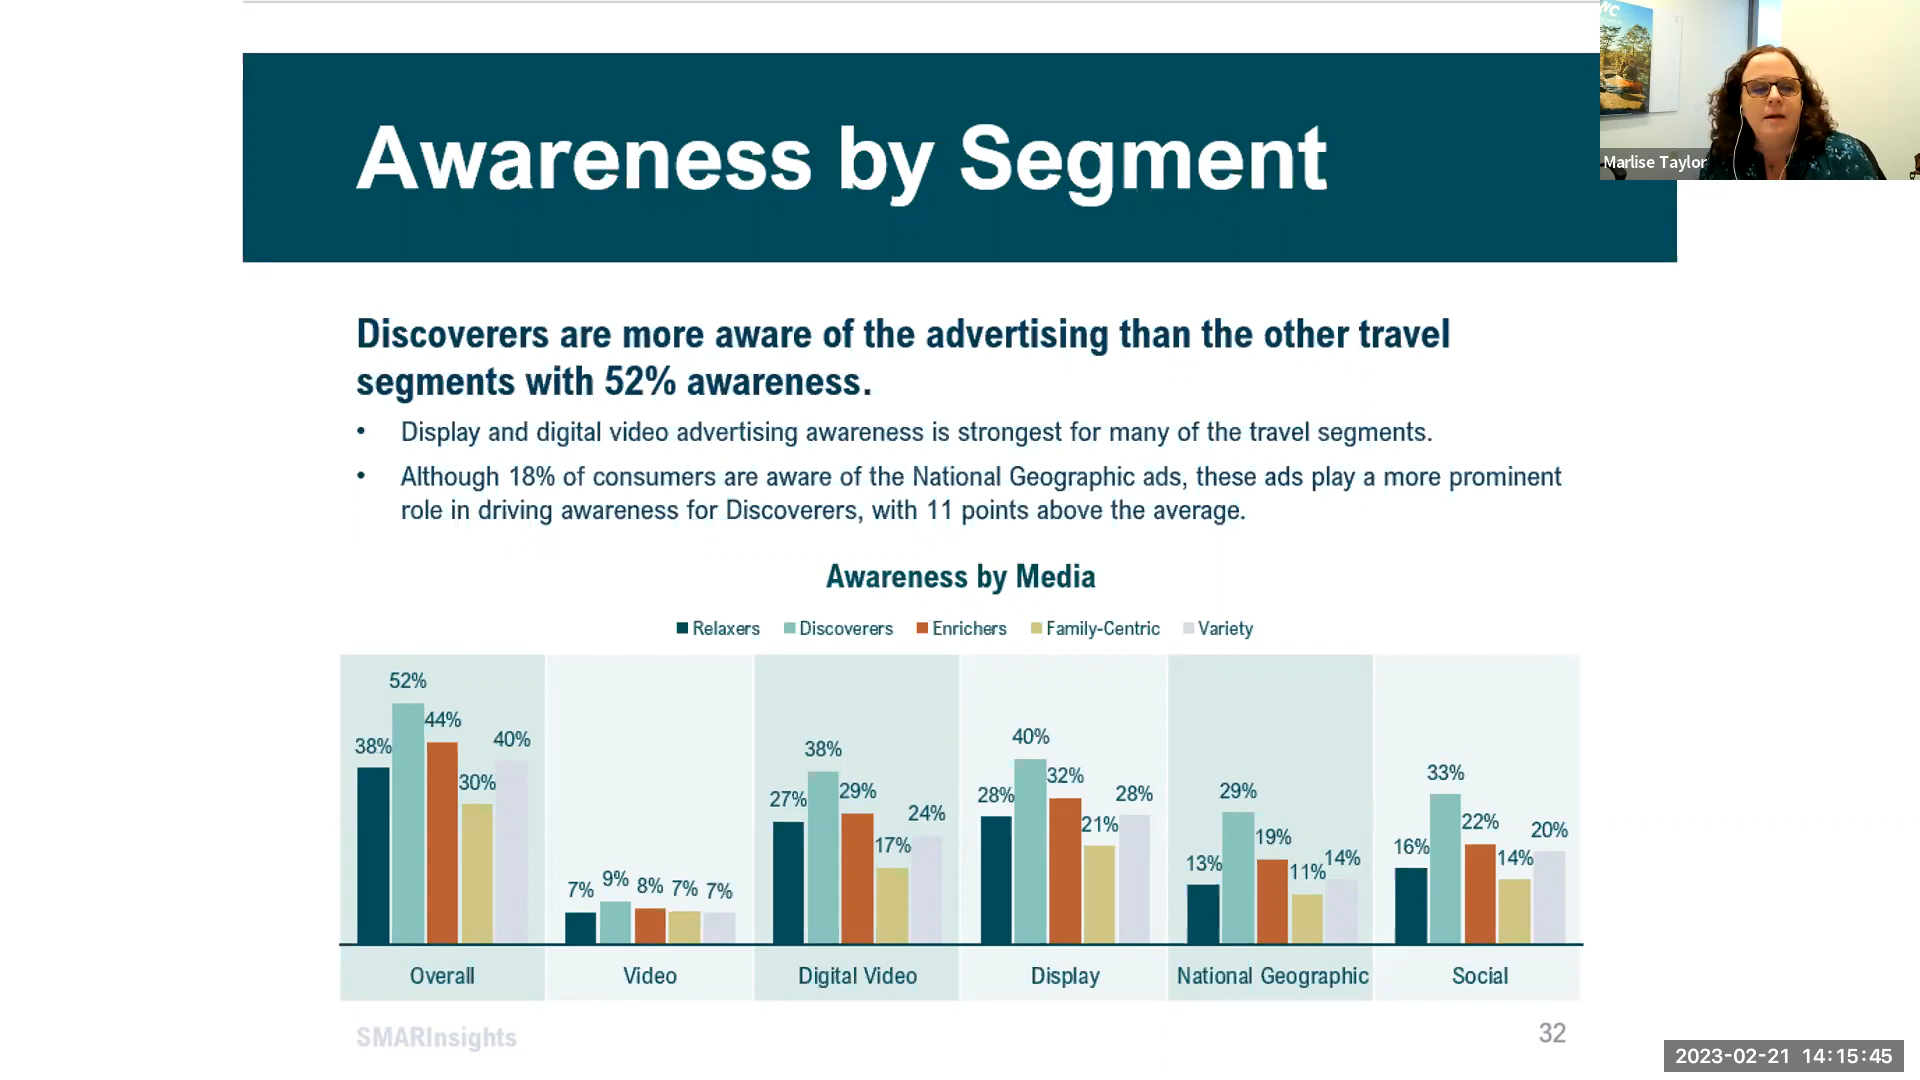 Awareness by Segment
NC
Marlise Taylor
Discoverers are more aware of the advertising than the other travel
segments with 52% awareness.
• Display and digital video advertising awareness is strongest for many of the travel segments.
• Although 18% of consumers are aware of the National Geographic ads, these ads play a more prominent
role in driving awareness for Discoverers, with 11 points above the average.
Awareness by Media
Relaxers Discoverers Enrichers Family-Centric Variety
38% 52% 44% 30% 40%
7% 9% 8% 7% 7%
27% 38% 29% 17% 24%
28% 40% 32% 21% 28%
13% 29% 19% 11% 14%
16% 33% 22% 14% 20%
Overall Video Digital Video Display National Geographic Social
SMARInsights
32
2023-02-21 14:15:45